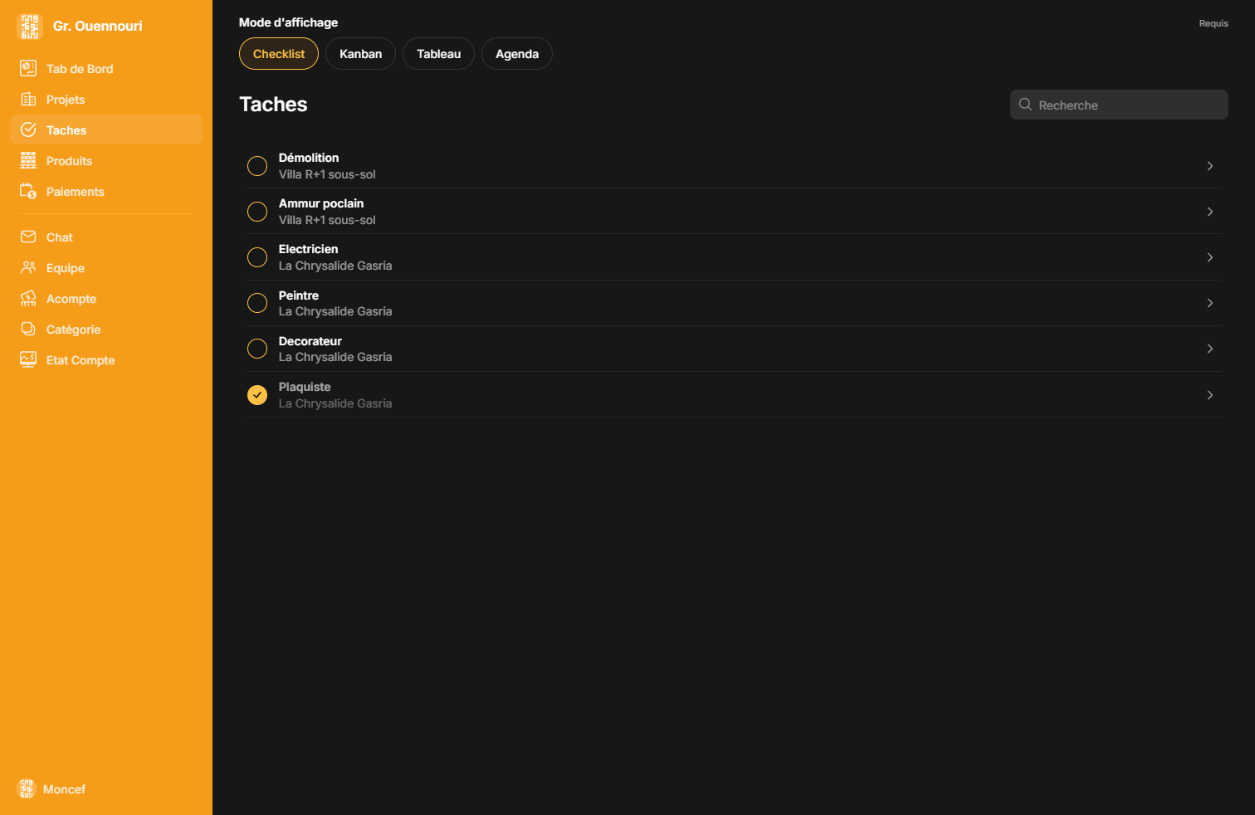 Gr. Ouennouri
Tab de Bord
Projets
Taches
Produits
Paiements
Chat
Equipe
Acompte
Catégorie
Etat Compte
Moncef
Mode d'affichage
Requis
Checklist
Kanban
Tableau
Agenda
Taches
Recherche
Démolition
Villa R+1 sous-sol
Ammur poclain
Villa R+1 sous-sol
Electricien
La Chrysalide Gasria
Peintre
La Chrysalide Gasria
Decorateur
La Chrysalide Gasria
Plaquiste
La Chrysalide Gasria